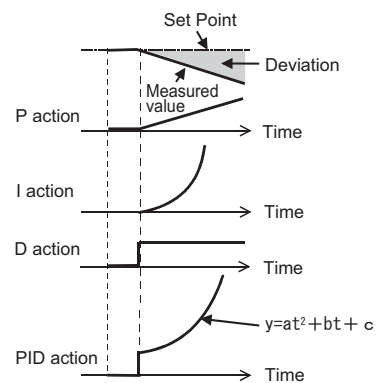 Set Point
Deviation
Measured
value
P action
Time
I action
Time
D action
Time
y=at²+bt+ c
PID action
Time